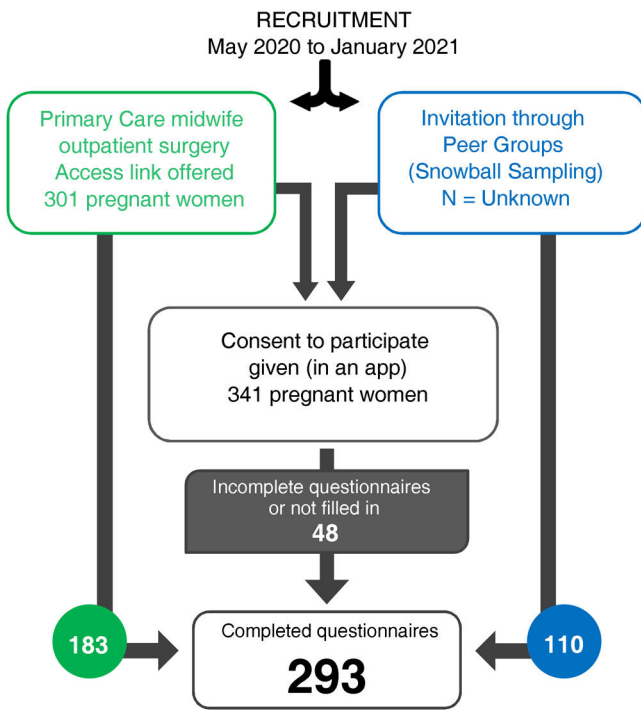 RECRUITMENT
May 2020 to January 2021
Primary Care midwife
outpatient surgery
Access link offered
301 pregnant women
Invitation through
Peer Groups
(Snowball Sampling)
N = Unknown
Consent to participate
given (in an app)
341 pregnant women
Incomplete questionnaires
or not filled in
48
183
Completed questionnaires
293
110